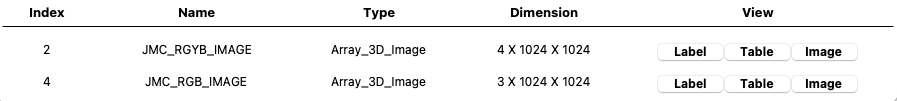 Index Name Type Dimension View
2 JMC_RGYB_IMAGE Array_3D_Image 4 X 1024 X 1024 Label Table Image
4 JMC_RGB_IMAGE Array_3D_Image 3 X 1024 X 1024 Label Table Image